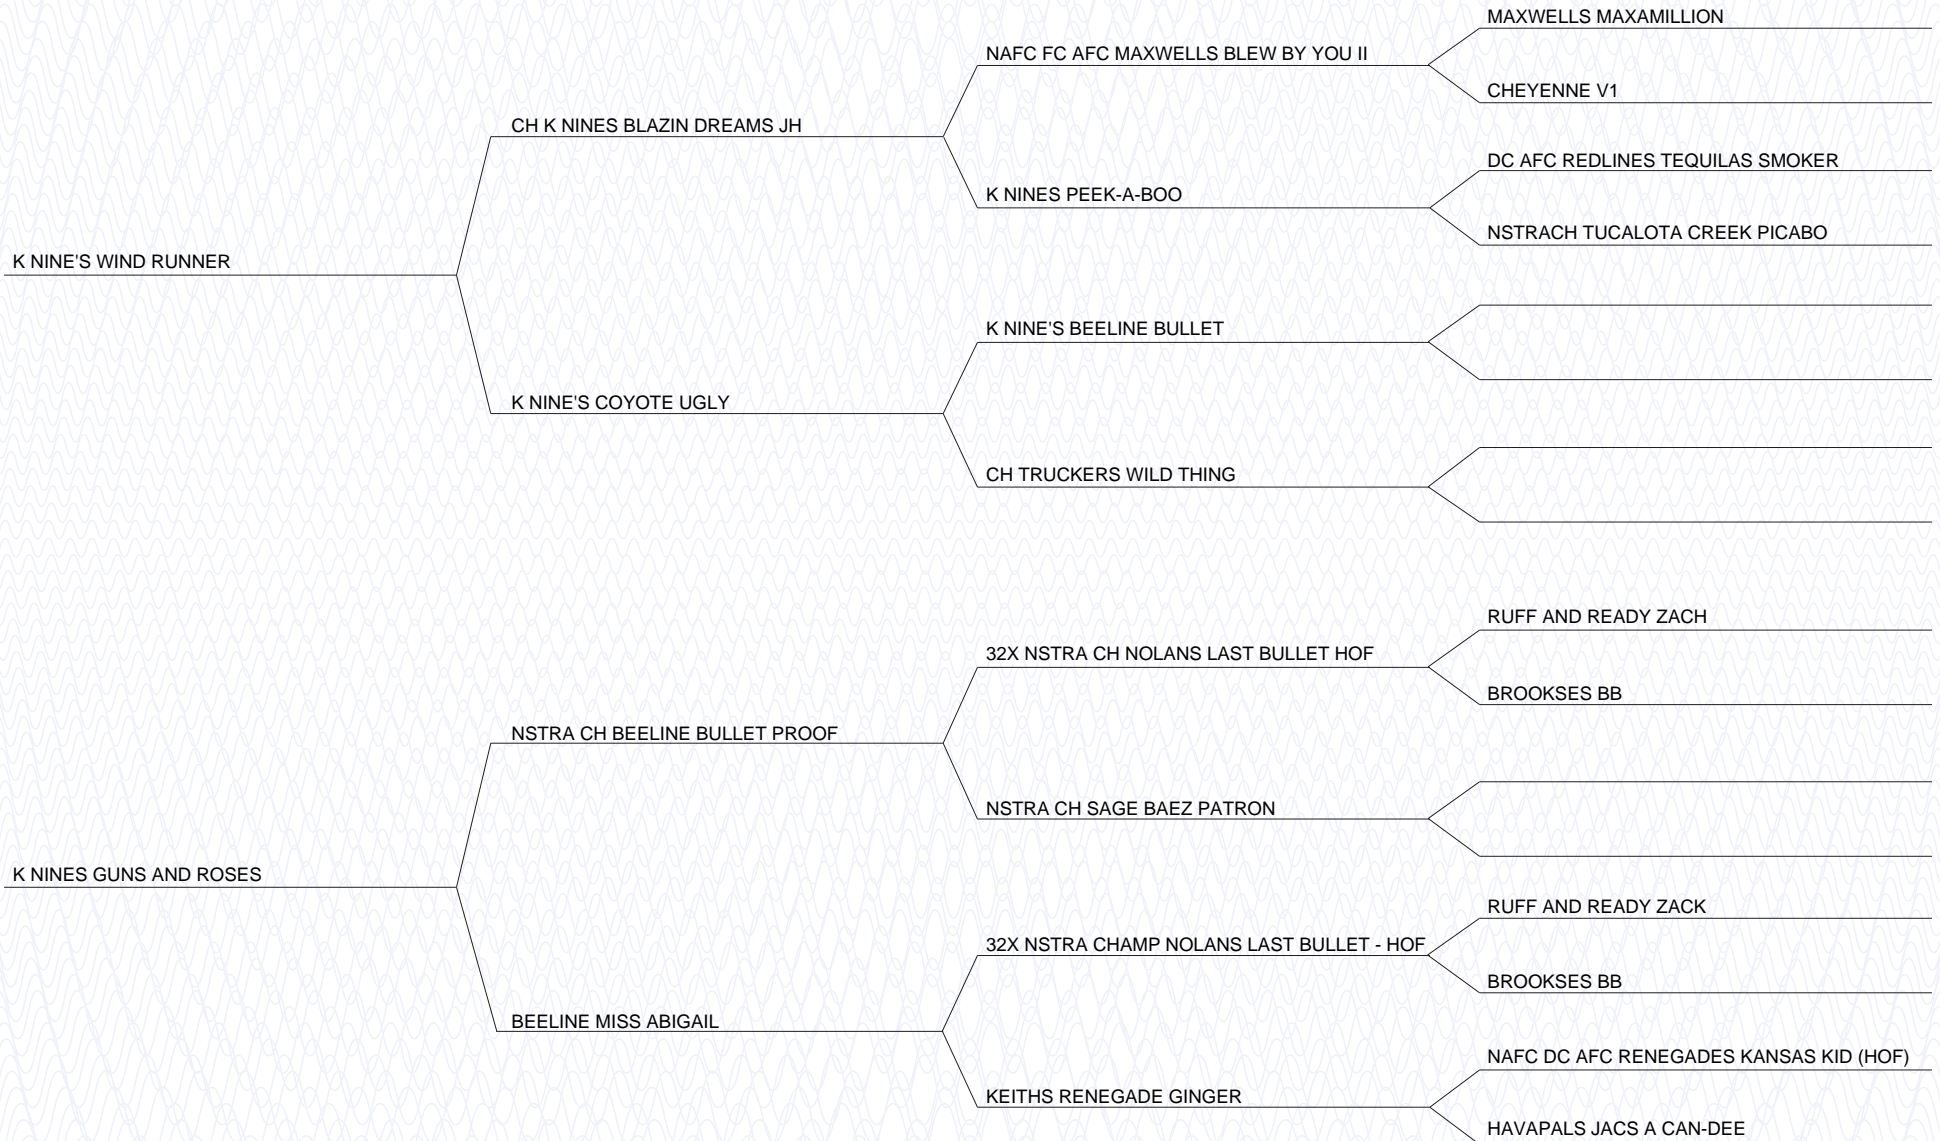 MAXWELLS MAXAMILLION
NAFC FC AFC MAXWELLS BLEW BY YOU II
CHEYENNE V1
CH K NINES BLAZIN DREAMS JH
DC AFC REDLINES TEQUILAS SMOKER
K NINES PEEK-A-BOO
NSTRACH TUCALOTA CREEK PICABO
K NINE'S WIND RUNNER
K NINE'S BEELINE BULLET
K NINE'S COYOTE UGLY
CH TRUCKERS WILD THING
RUFF AND READY ZACH
32X NSTRA CH NOLANS LAST BULLET HOF
BROOKSES BB
NSTRA CH BEELINE BULLET PROOF
NSTRA CH SAGE BAEZ PATRON
K NINES GUNS AND ROSES
RUFF AND READY ZACK
32X NSTRA CHAMP NOLANS LAST BULLET - HOF
BROOKSES BB
BEELINE MISS ABIGAIL
NAFC DC AFC RENEGADES KANSAS KID (HOF)
KEITHS RENEGADE GINGER
HAVAPALS JACS A CAN-DEE